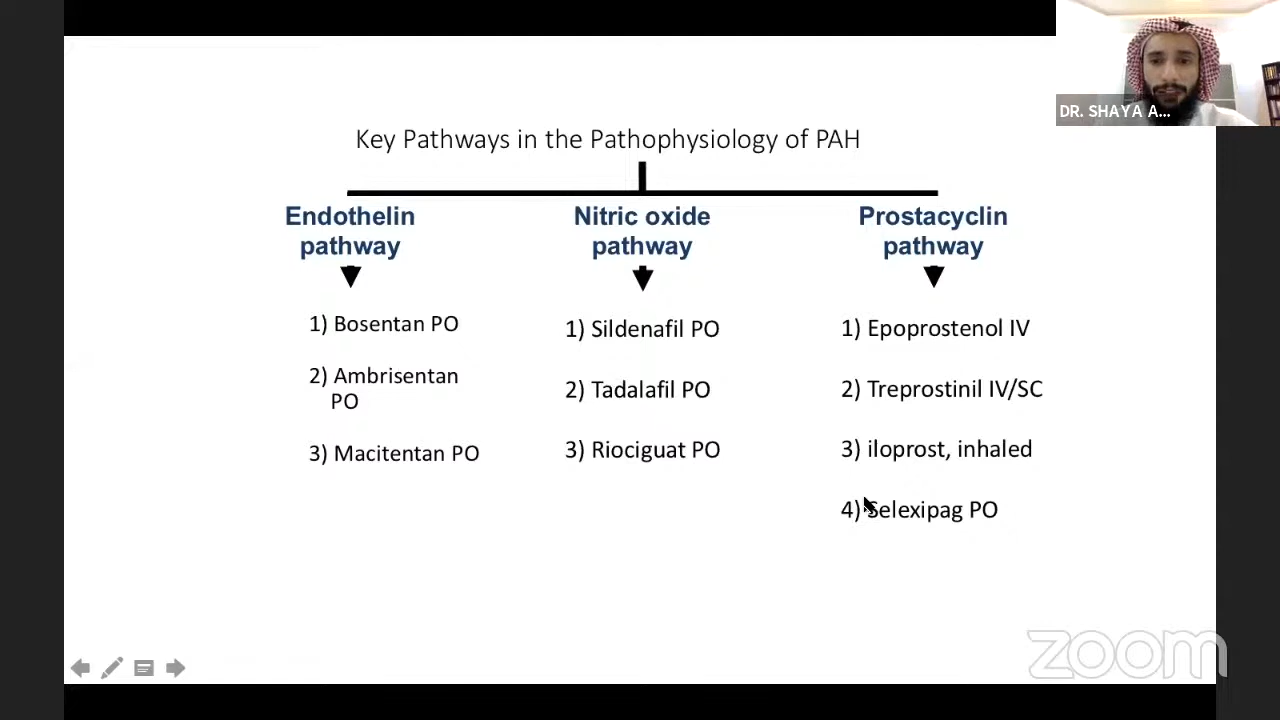 DR. SHAYA A...
Key Pathways in the Pathophysiology of PAH
Endothelin
pathway
1) Bosentan PO
2) Ambrisentan
PO
3) Macitentan PO
Nitric oxide
pathway
1) Sildenafil PO
2) Tadalafil PO
3) Riociguat PO
Prostacyclin
pathway
1) Epoprostenol IV
2) Treprostinil IV/SC
3) iloprost, inhaled
4) Selexipag PO
zoom